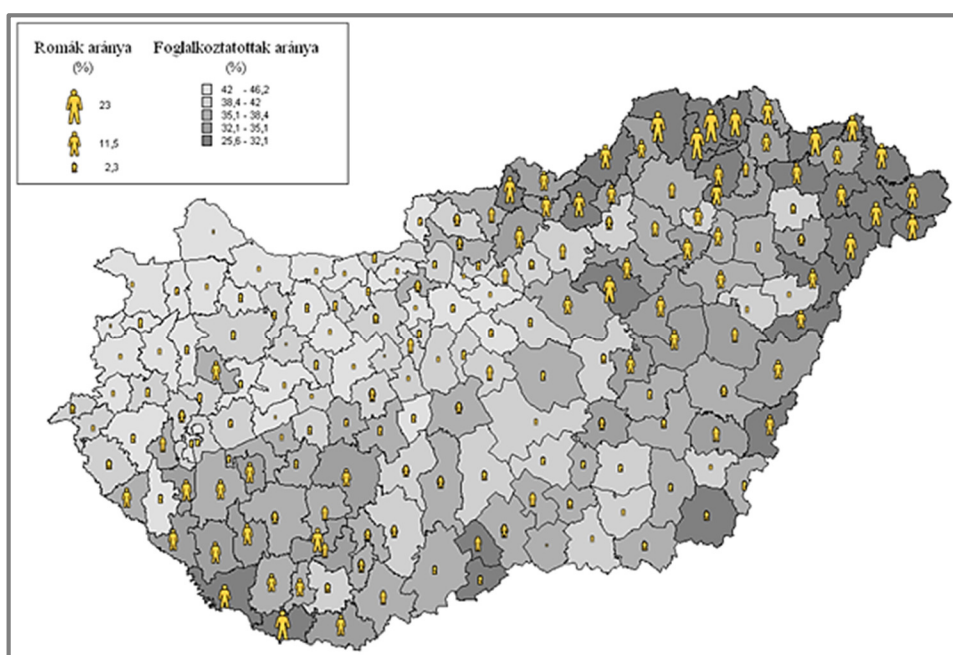 Romák aránya
(%)
23
11,5
2,3
Foglalkoztatottak aránya
(%)
42 - 46,2
38,4 - 42
35,1 - 38,4
32,1 - 35,1
25,6 - 32,1